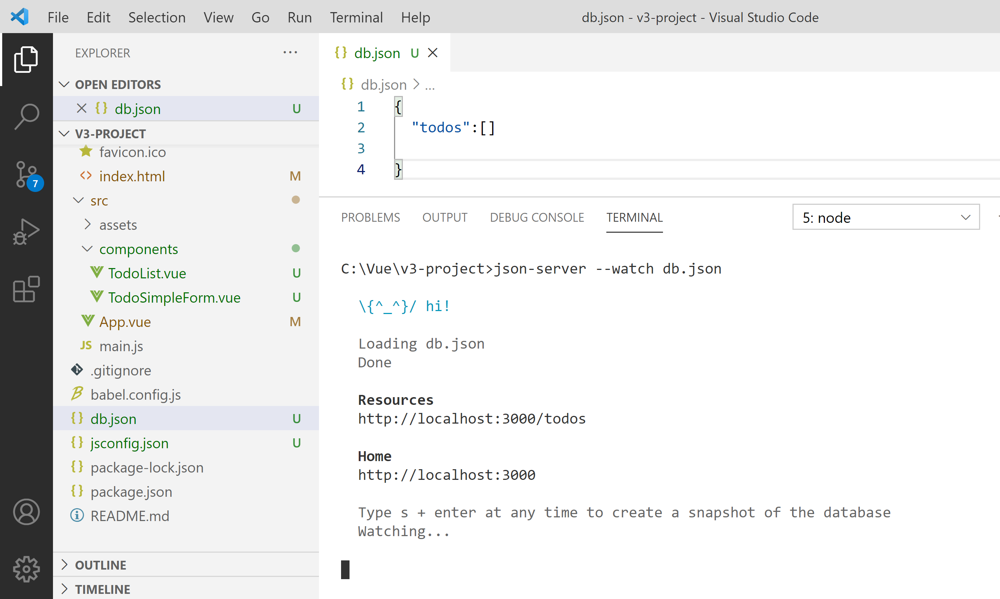 File Edit Selection View Go Run Terminal Help db.json - v3-project - Visual Studio Code
EXPLORER ···
OPEN EDITORS
{} db.json U
V3-PROJECT
favicon.ico
<> index.html M
src
assets
components
TodoList.vue U
TodoSimpleForm.vue U
App.vue M
JS main.js
.gitignore
babel.config.js
{} db.json U
{} jsconfig.json U
{} package-lock.json
{} package.json
README.md
OUTLINE
TIMELINE
7
{} db.json U
{} db.json > ...
1 {
2 "todos":[]
3
4 }
PROBLEMS OUTPUT DEBUG CONSOLE TERMINAL 5: node
C:\Vue\v3-project>json-server --watch db.json
\{^_^}/ hi!
Loading db.json
Done
Resources
http://localhost:3000/todos
Home
http://localhost:3000
Type s + enter at any time to create a snapshot of the database
Watching...